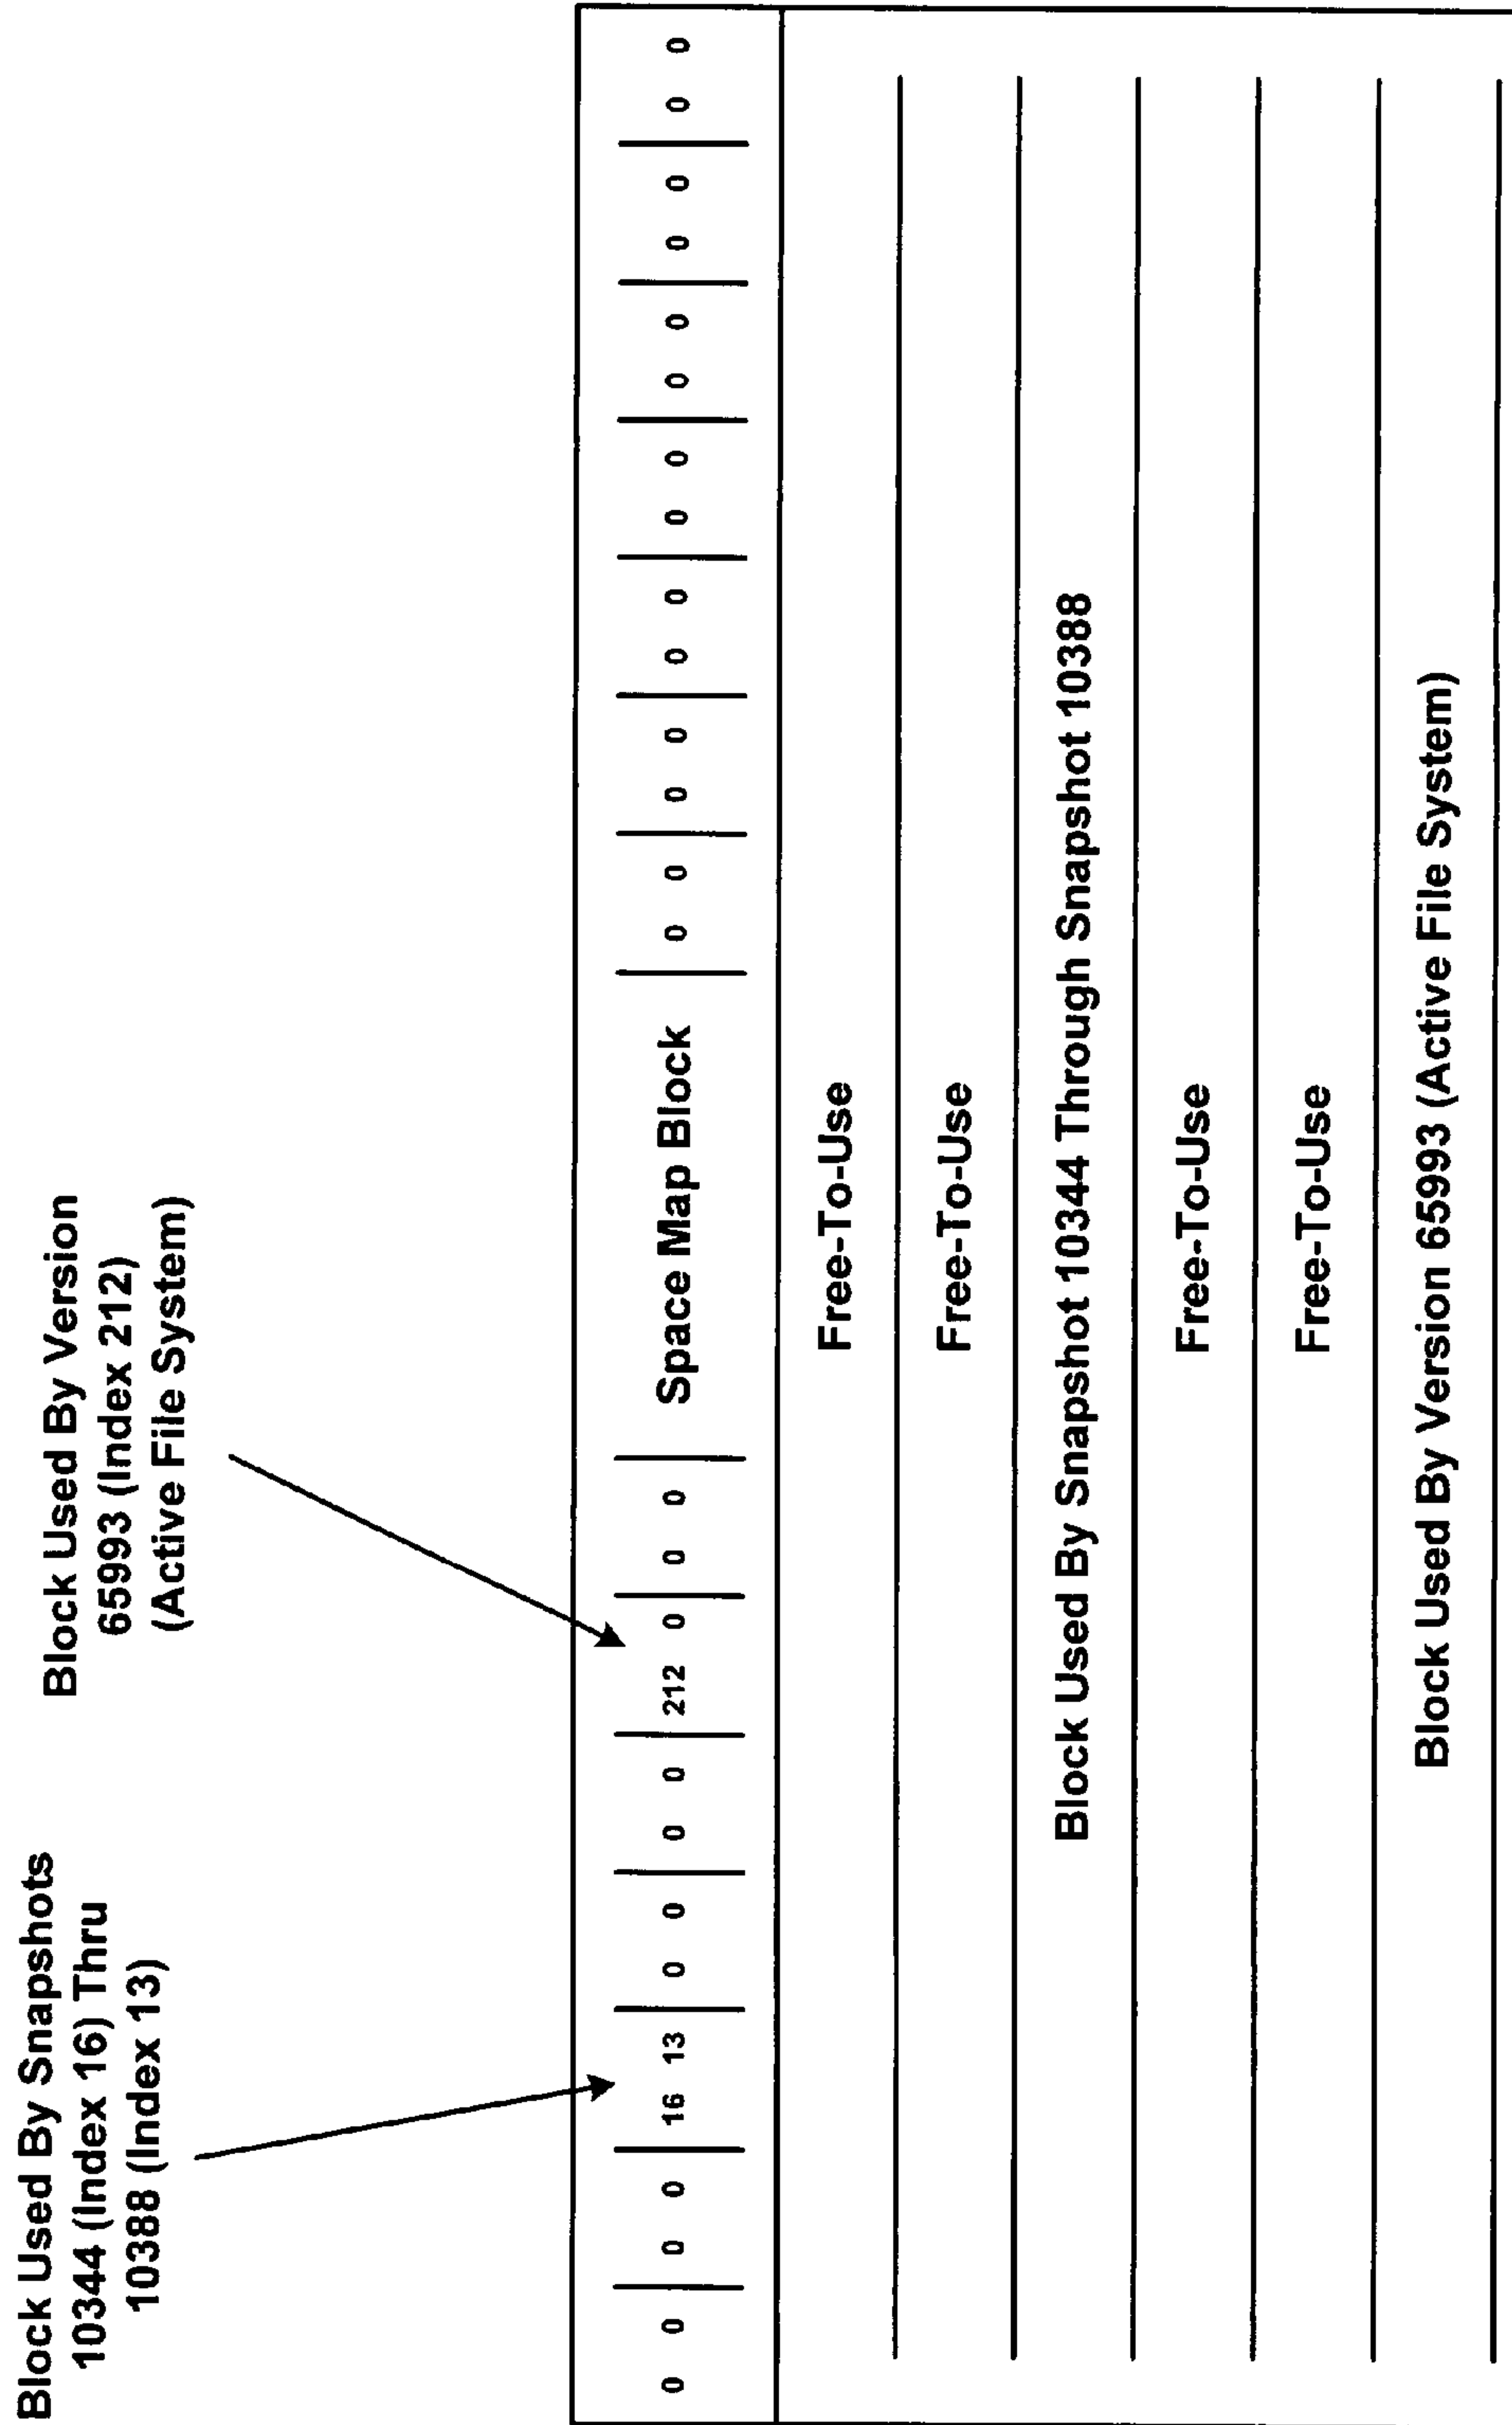 Block Used By Snapshots
10344 (Index 16) Thru
10388 (Index 13)
Block Used By Version
65993 (Index 212)
(Active File System)
0 0 0 0 16 13 0 0 0 0 212 0 0 0 Space Map Block 0 0 0 0 0 0 0 0 0 0 0 0 0 0
Free-To-Use
Free-To-Use
Block Used By Snapshot 10344 Through Snapshot 10388
Free-To-Use
Free-To-Use
Block Used By Version 65993 (Active File System)